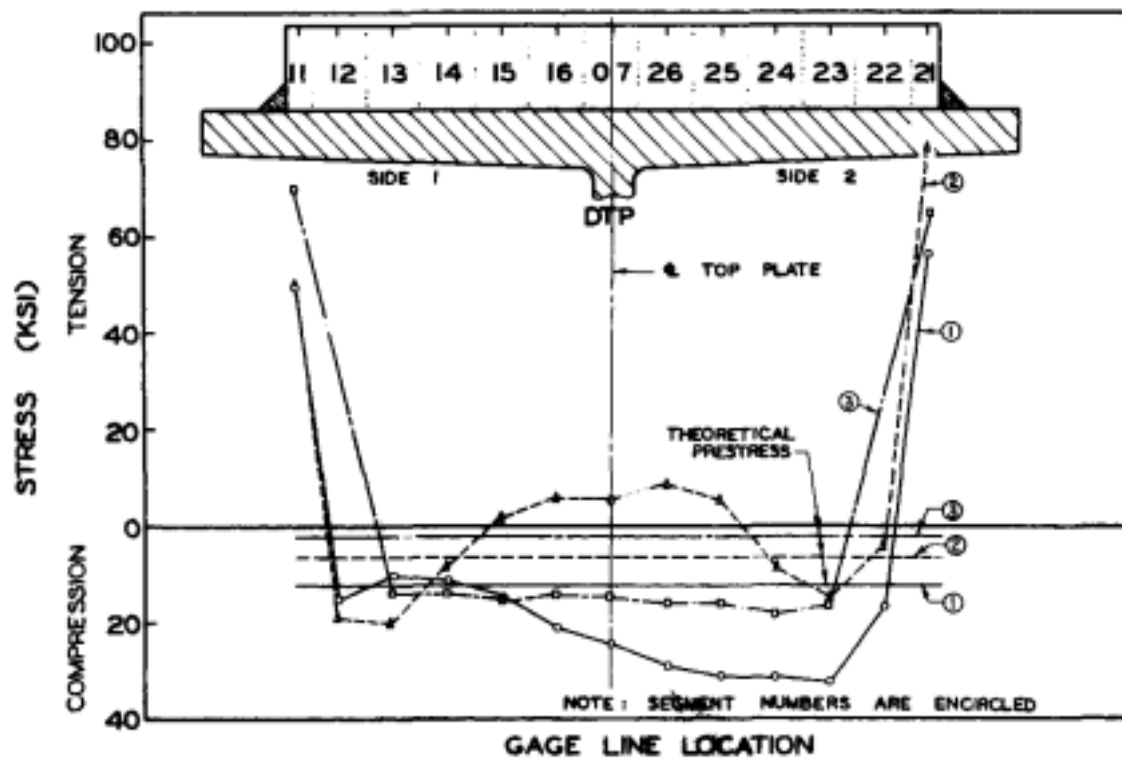 100
80
60
40
20
0
20
40
STRESS (KSI)
TENSION
COMPRESSION
11 12 13 14 15 16 07 26 25 24 23 22 21
SIDE 1
SIDE 2
DTP
℄ TOP PLATE
②
①
③
THEORETICAL
PRESTRESS
③
②
①
NOTE: SEGMENT NUMBERS ARE ENCIRCLED
GAGE LINE LOCATION